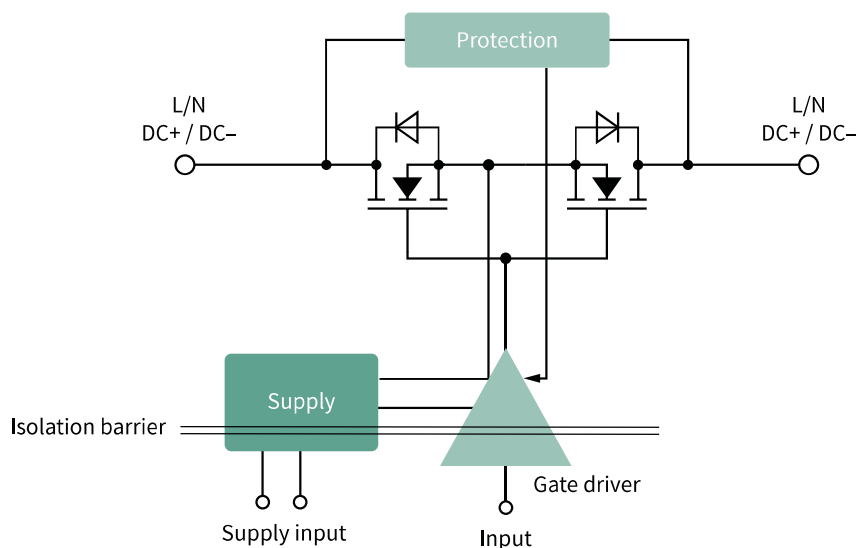 Protection
L/N
DC+ / DC–
L/N
DC+ / DC–
Supply
Isolation barrier
Gate driver
Supply input
Input